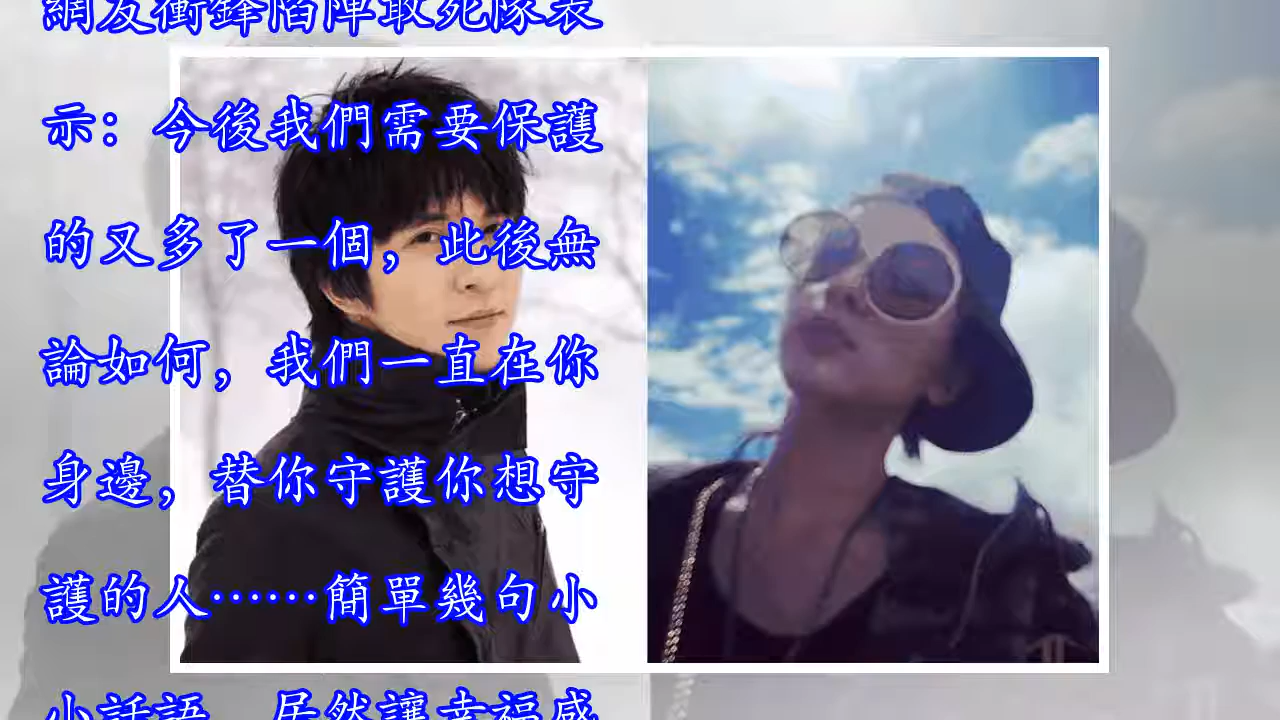 網友衝鋒陷陣敢死隊表
示：今後我們需要保護
的又多了一個，此後無
論如何，我們一直在你
身邊，替你守護你想守
護的人……簡單幾句小
小話語，居然讓幸福感